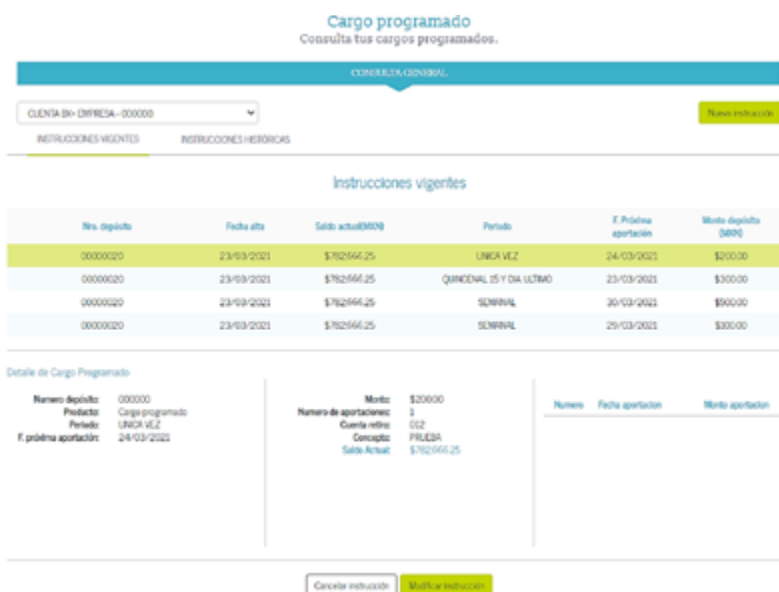 Cargo programado
Consulta tus cargos programados.
CONSULTA GENERAL
CUENTA BX+ EMPRESA - 000000
Nueva instrucción
INSTRUCCIONES VIGENTES INSTRUCCIONES HISTÓRICAS
Instrucciones vigentes
Nro. depósito Fecha alta Saldo actual(MXN) Periodo F. Próxima aportación Monto depósito (MXN)
00000020 23/03/2021 $782,666.25 UNICA VEZ 24/03/2021 $200.00
00000020 23/03/2021 $782,666.25 QUINCENAL 15 Y DIA ULTIMO 23/03/2021 $300.00
00000020 23/03/2021 $782,666.25 SEMANAL 30/03/2021
00000020 23/03/2021 $782,666.25 SEMANAL 29/03/2021 $100.00
Detalle de Cargo Programado
Numero depósito: 000000
Producto: Cargo programado
Periodo: UNICA VEZ
F. próxima aportación: 24/03/2021
Monto: $200.00
Numero de aportaciones: 1
Cuenta retiro: 012
Concepto: PRUEBA
Saldo Actual: $782,666.25
Numero Fecha aportacion Monto aportacion
Cancelar instrucción Modificar instrucción